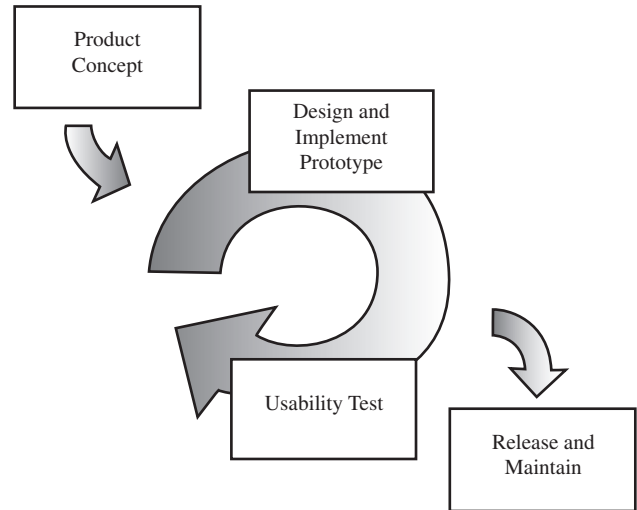 Product
Concept
Design and
Implement
Prototype
Usability Test
Release and
Maintain